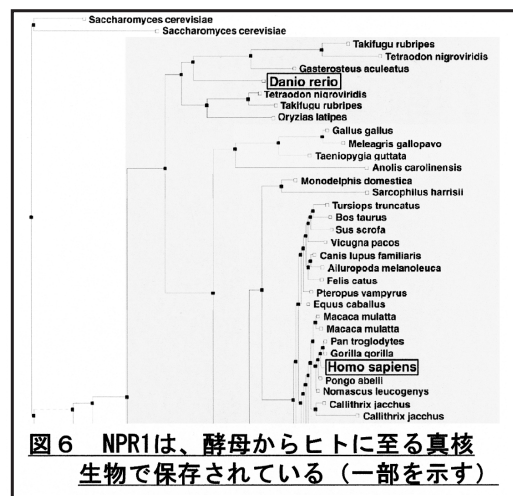 Saccharomyces cerevisiae
Saccharomyces cerevisiae
Takifugu rubripes
Tetraodon nigroviridis
Gasterosteus aculeatus
Danio rerio
Tetraodon nigroviridis
Takifugu rubripes
Oryzias latipes
Gallus gallus
Meleagris gallopavo
Taeniopygia guttata
Anolis carolinensis
Monodelphis domestica
Sarcophilus harrisii
Tursiops truncatus
Bos taurus
Sus scrofa
Vicugna pacos
Canis lupus familiaris
Ailuropoda melanoleuca
Felis catus
Pteropus vampyrus
Equus caballus
Macaca mulatta
Macaca mulatta
Pan troglodytes
Gorilla gorilla
Homo sapiens
Pongo abelii
Nomascus leucogenys
Callithrix jacchus
Callithrix jacchus
図6 NPR1は、酵母からヒトに至る真核
生物で保存されている（一部を示す）